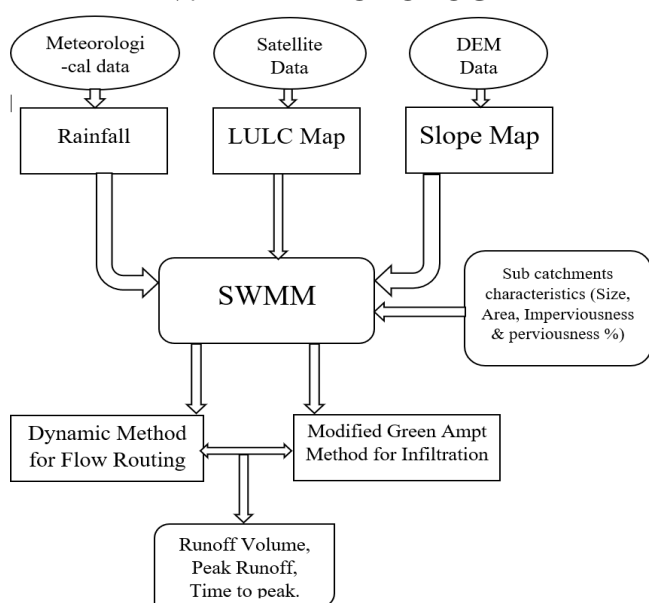 Meteorologi
-cal data
Satellite
Data
DEM
Data
Rainfall
LULC Map
Slope Map
SWMM
Sub catchments
characteristics (Size,
Area, Imperviousness
& perviousness %)
Dynamic Method
for Flow Routing
Modified Green Ampt
Method for Infiltration
Runoff Volume,
Peak Runoff,
Time to peak.